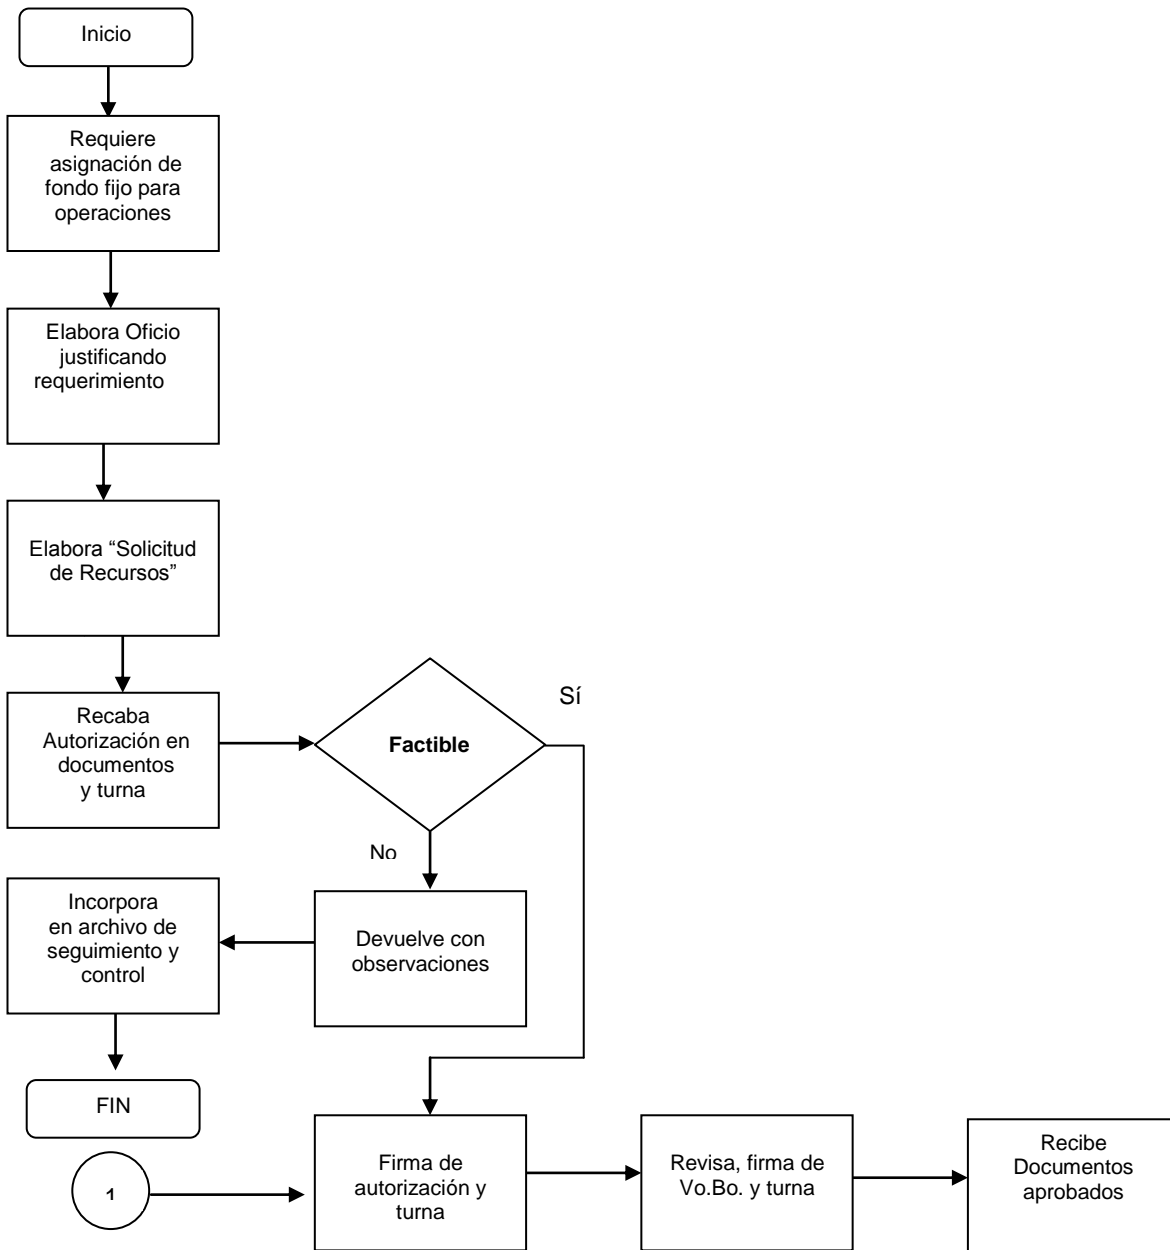 Inicio
Requiere
asignación de
fondo fijo para
operaciones
Elabora Oficio
justificando
requerimiento
Elabora “Solicitud
de Recursos”
Recaba
Autorización en
documentos
y turna
Factible
Sí
No
Devuelve con
observaciones
Incorpora
en archivo de
seguimiento y
control
FIN
1
Firma de
autorización y
turna
Revisa, firma de
Vo.Bo. y turna
Recibe
Documentos
aprobados